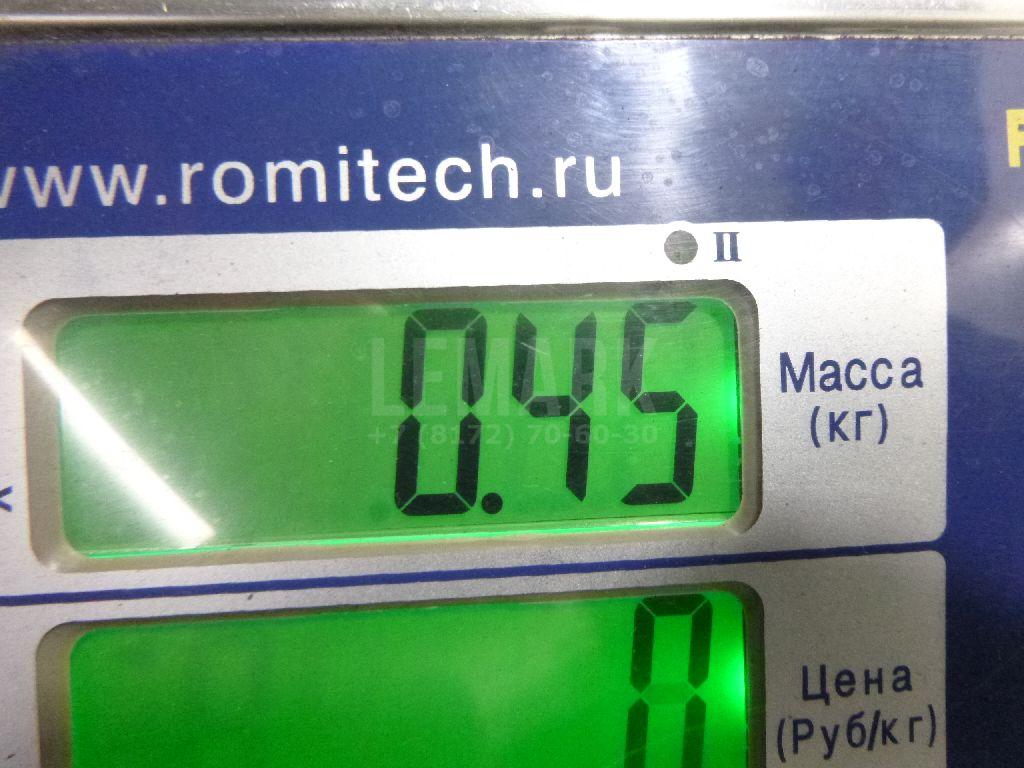 www.romitech.ru
II
0.45
Масса
(кг)
LEMARK
+7 (8172) 70-60-30
0
Цена
(Руб/кг)